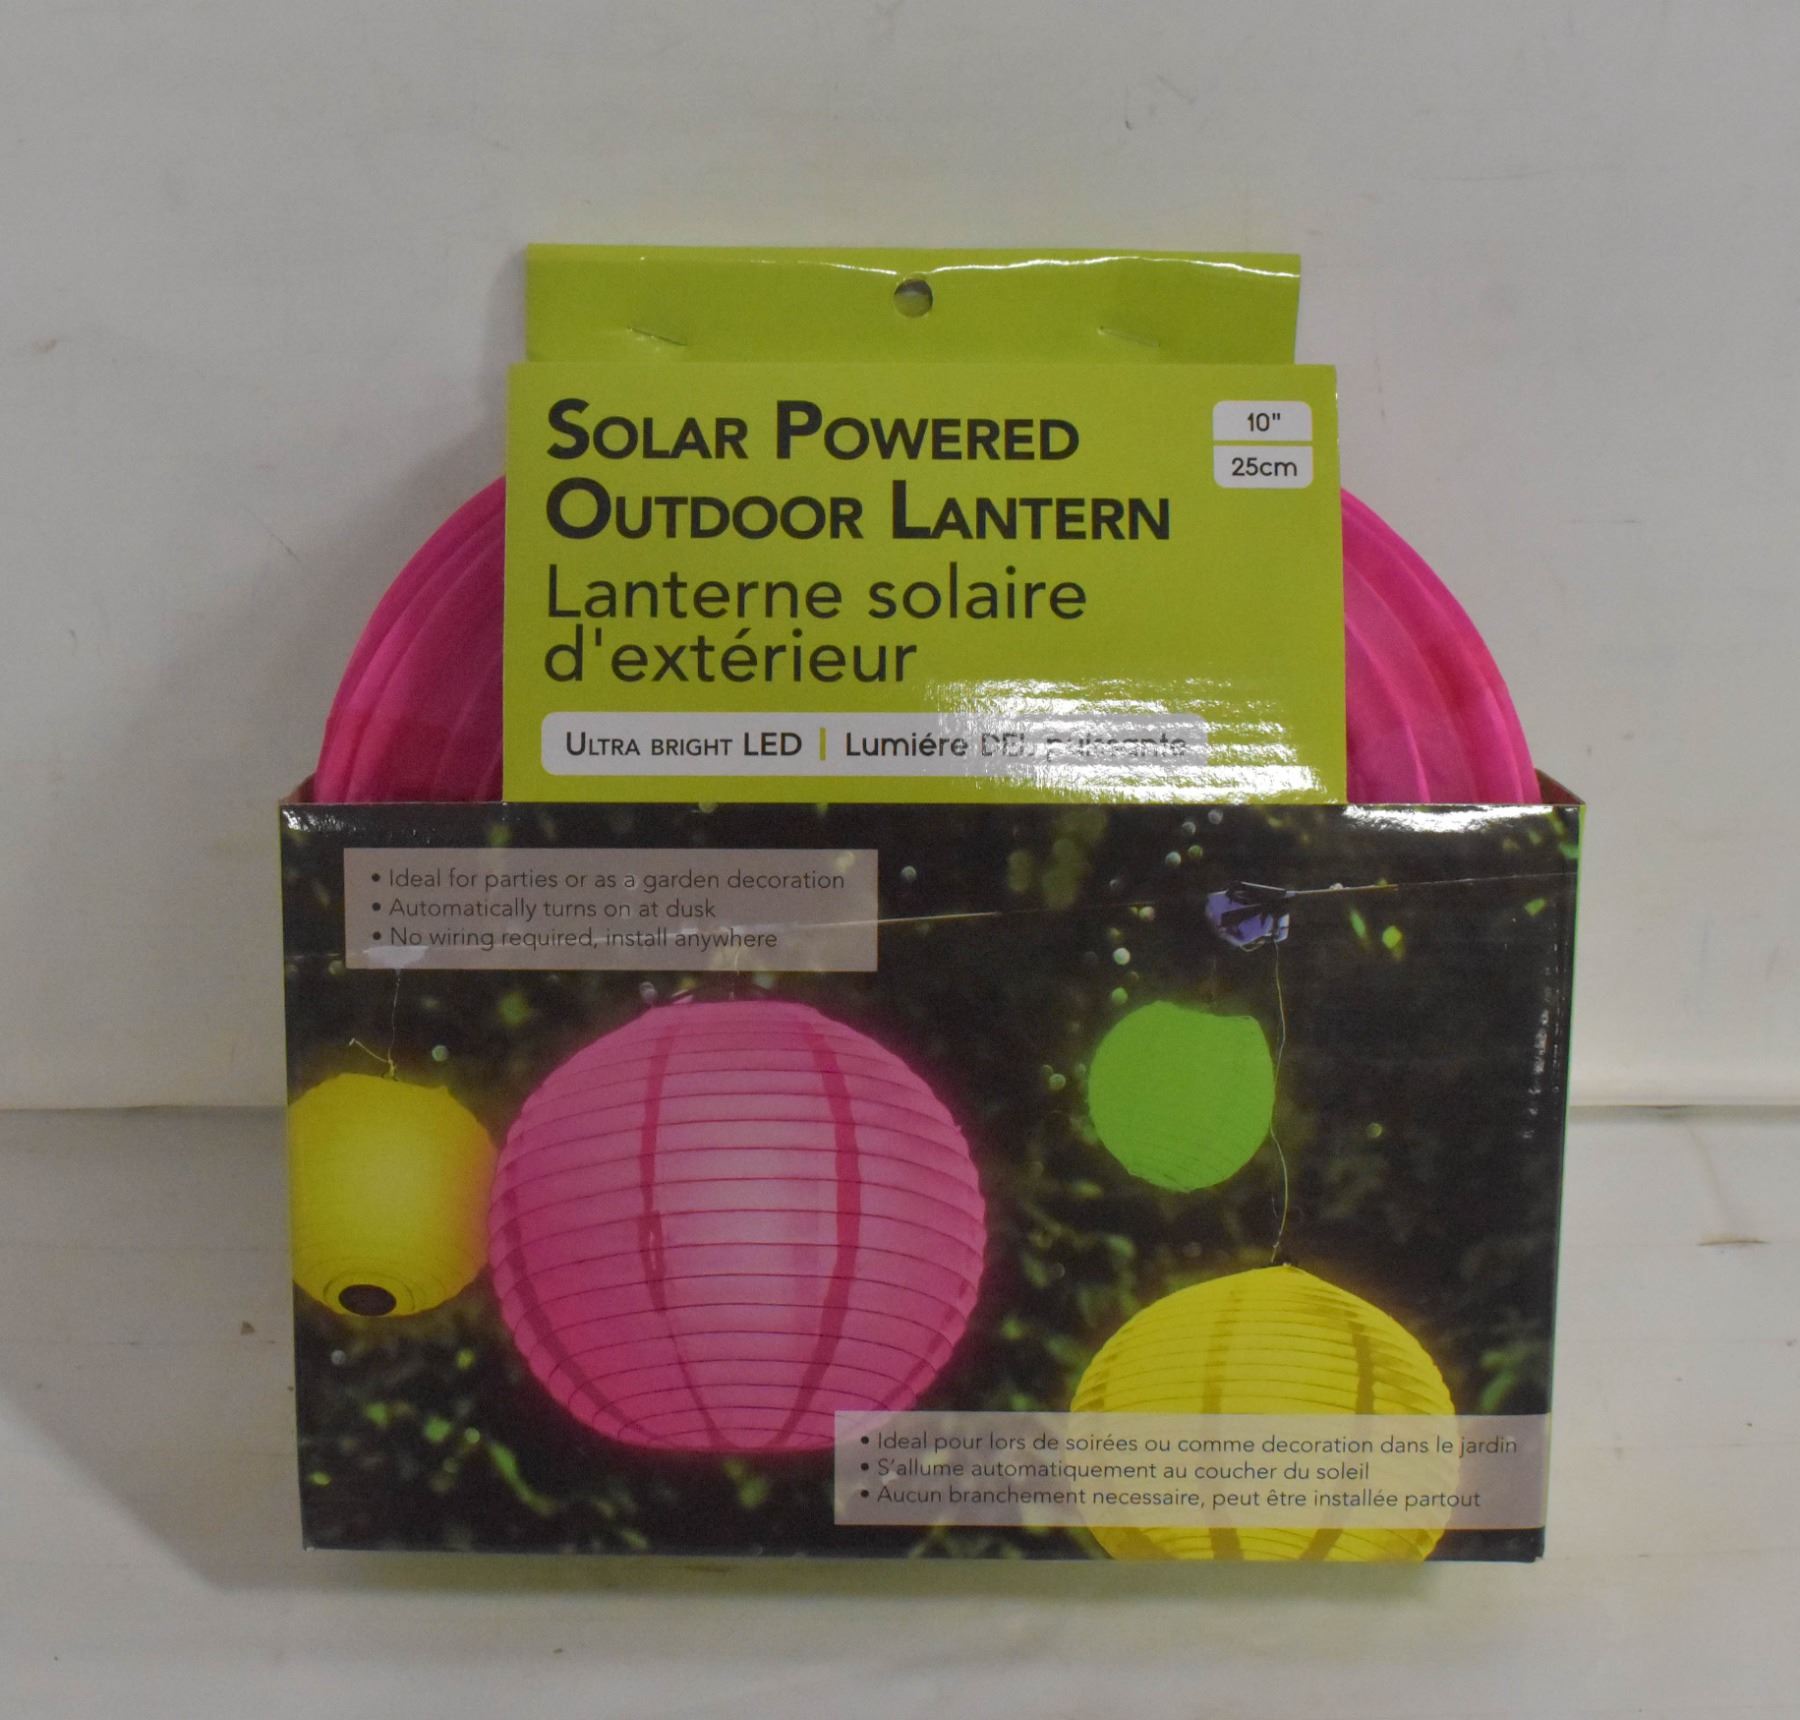 SOLAR POWERED
OUTDOOR LANTERN
10"
25cm
Lanterne solaire
d'extérieur
ULTRA BRIGHT LED | Lumiére DEL puissante
• Ideal for parties or as a garden decoration
• Automatically turns on at dusk
• No wiring required, install anywhere
• Ideal pour lors de soirées ou comme decoration dans le jardin
• S'allume automatiquement au coucher du soleil
• Aucun branchement necessaire, peut être installée partout